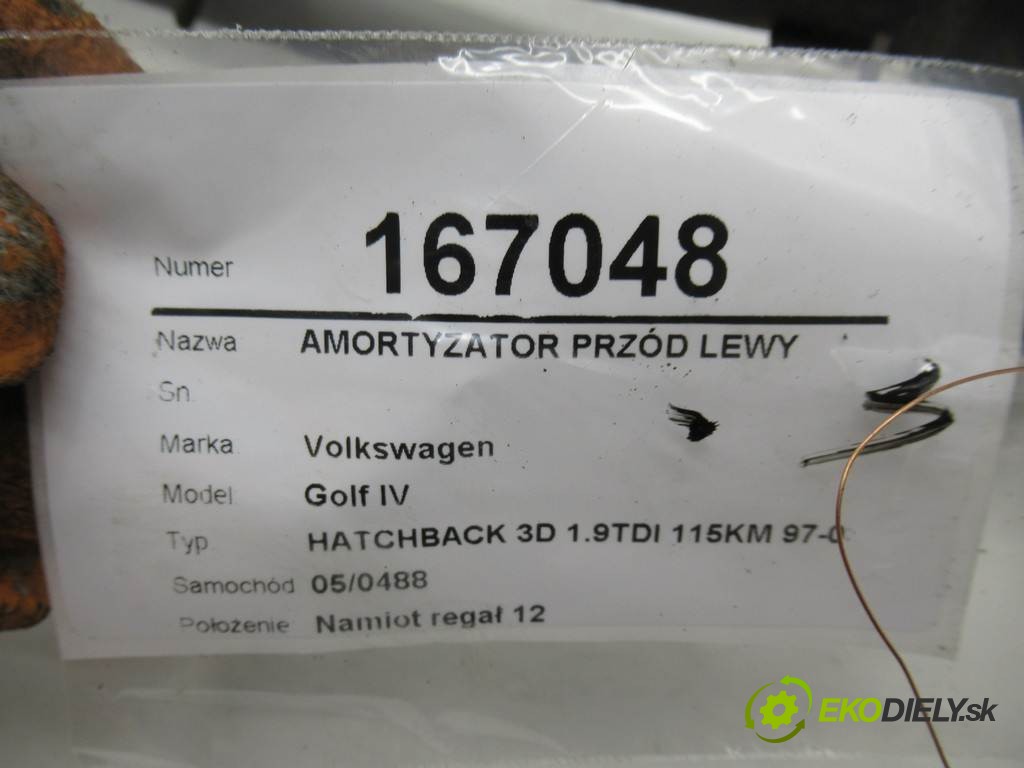 Numer 167048
Nazwa AMORTYZATOR PRZÓD LEWY
Sn
Marka Volkswagen
Model Golf IV
Typ HATCHBACK 3D 1.9TDI 115KM 97-0
Samochód 05/0488
Położenie Namiot regał 12
EKODIELY.sk